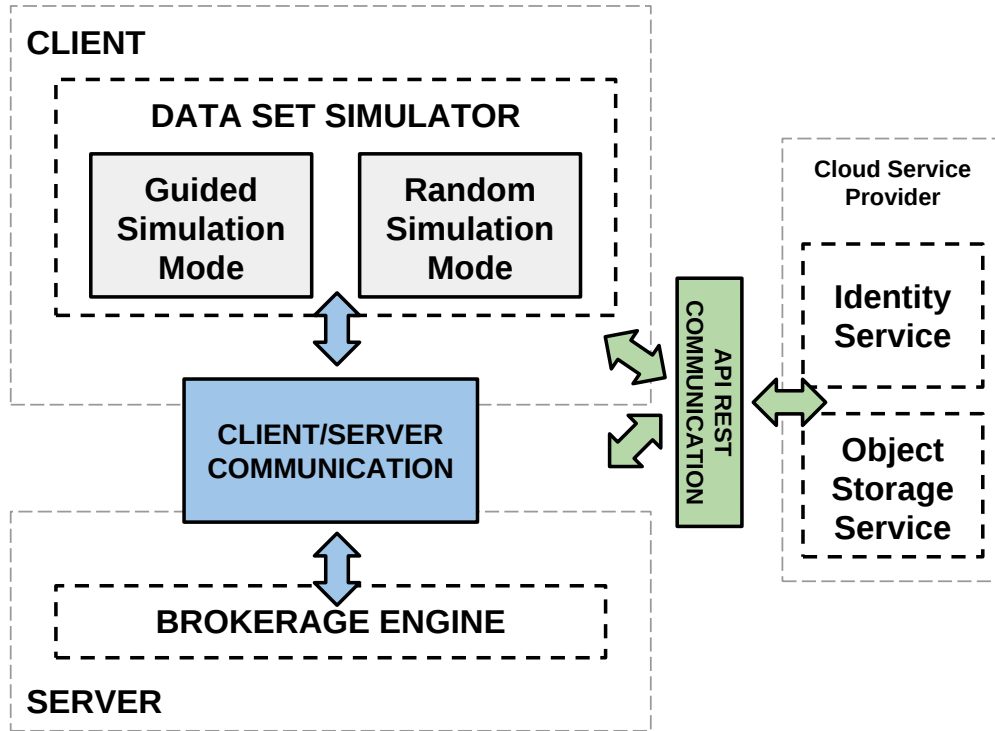 CLIENT
DATA SET SIMULATOR
Guided
Simulation
Mode
Random
Simulation
Mode
CLIENT/SERVER
COMMUNICATION
BROKERAGE ENGINE
SERVER
API REST
COMMUNICATION
Cloud Service
Provider
Identity
Service
Object
Storage
Service